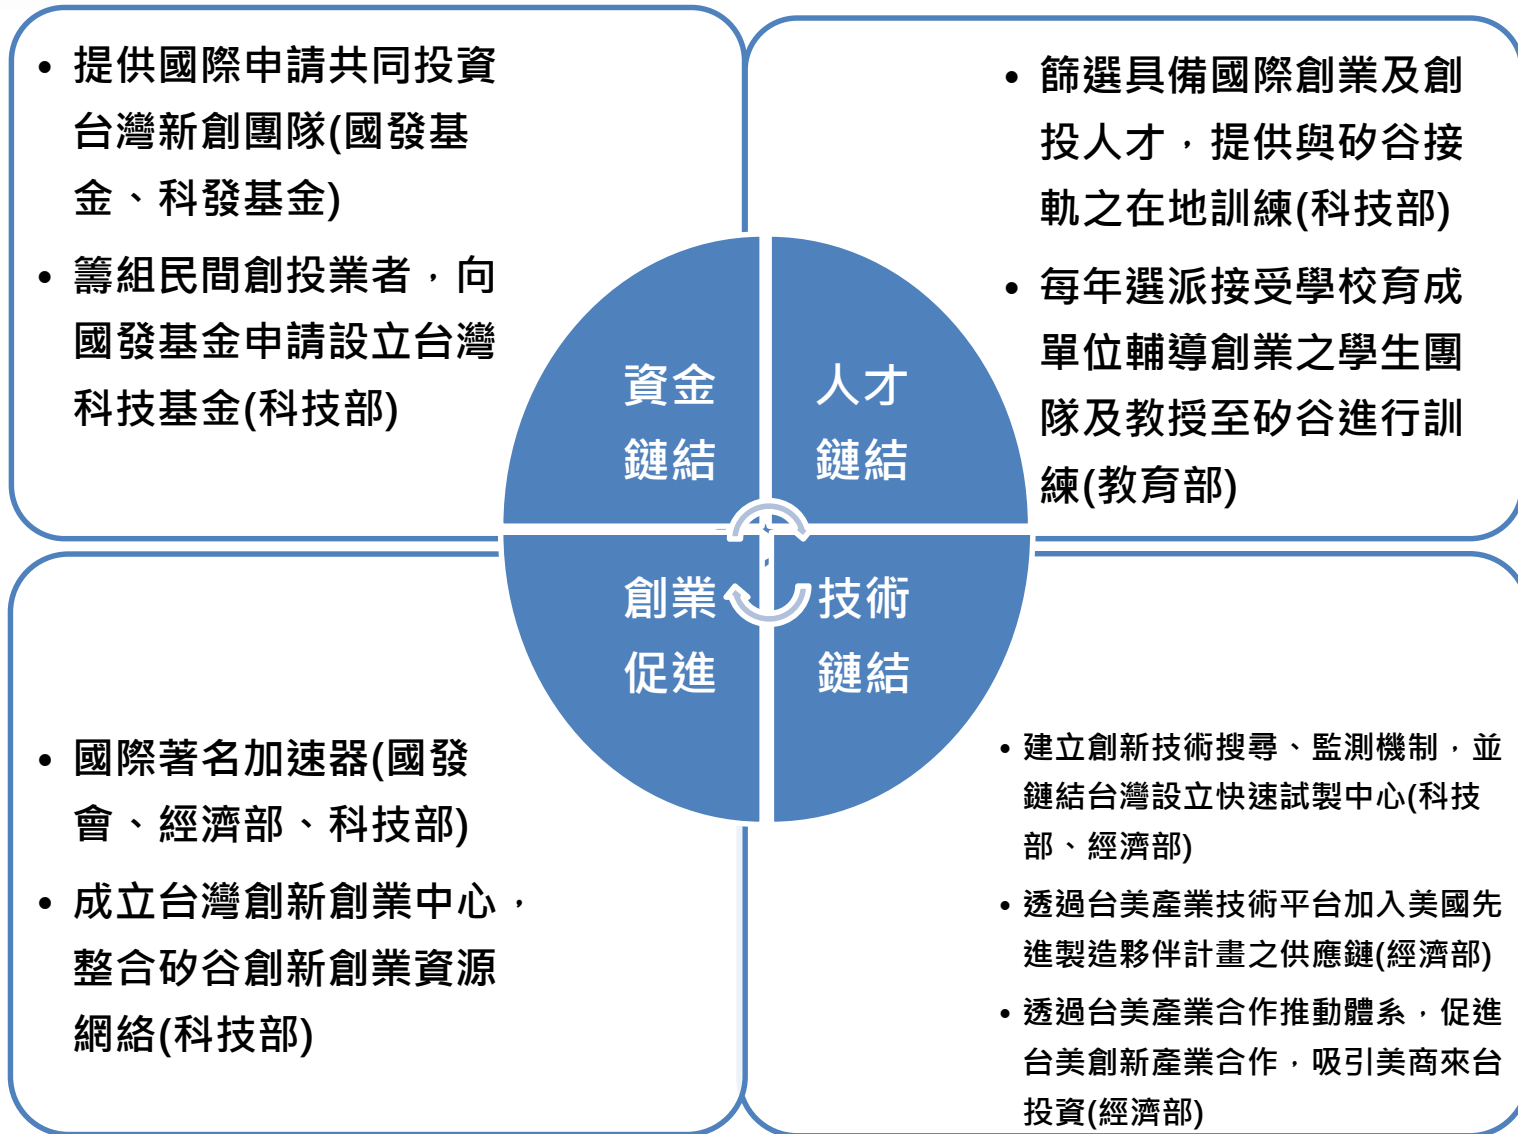 • 提供國際申請共同投資
台灣新創團隊(國發基
金、科發基金)
• 籌組民間創投業者，向
國發基金申請設立台灣
科技基金(科技部)
• 篩選具備國際創業及創
投人才，提供與矽谷接
軌之在地訓練(科技部)
• 每年選派接受學校育成
單位輔導創業之學生團
隊及教授至矽谷進行訓
練(教育部)
資金
鏈結
人才
鏈結
創業
促進
技術
鏈結
• 國際著名加速器(國發
會、經濟部、科技部)
• 成立台灣創新創業中心，
整合矽谷創新創業資源
網絡(科技部)
• 建立創新技術搜尋、監測機制，並
鏈結台灣設立快速試製中心(科技
部、經濟部)
• 透過台美產業技術平台加入美國先
進製造夥伴計畫之供應鏈(經濟部)
• 透過台美產業合作推動體系，促進
台美創新產業合作，吸引美商來台
投資(經濟部)